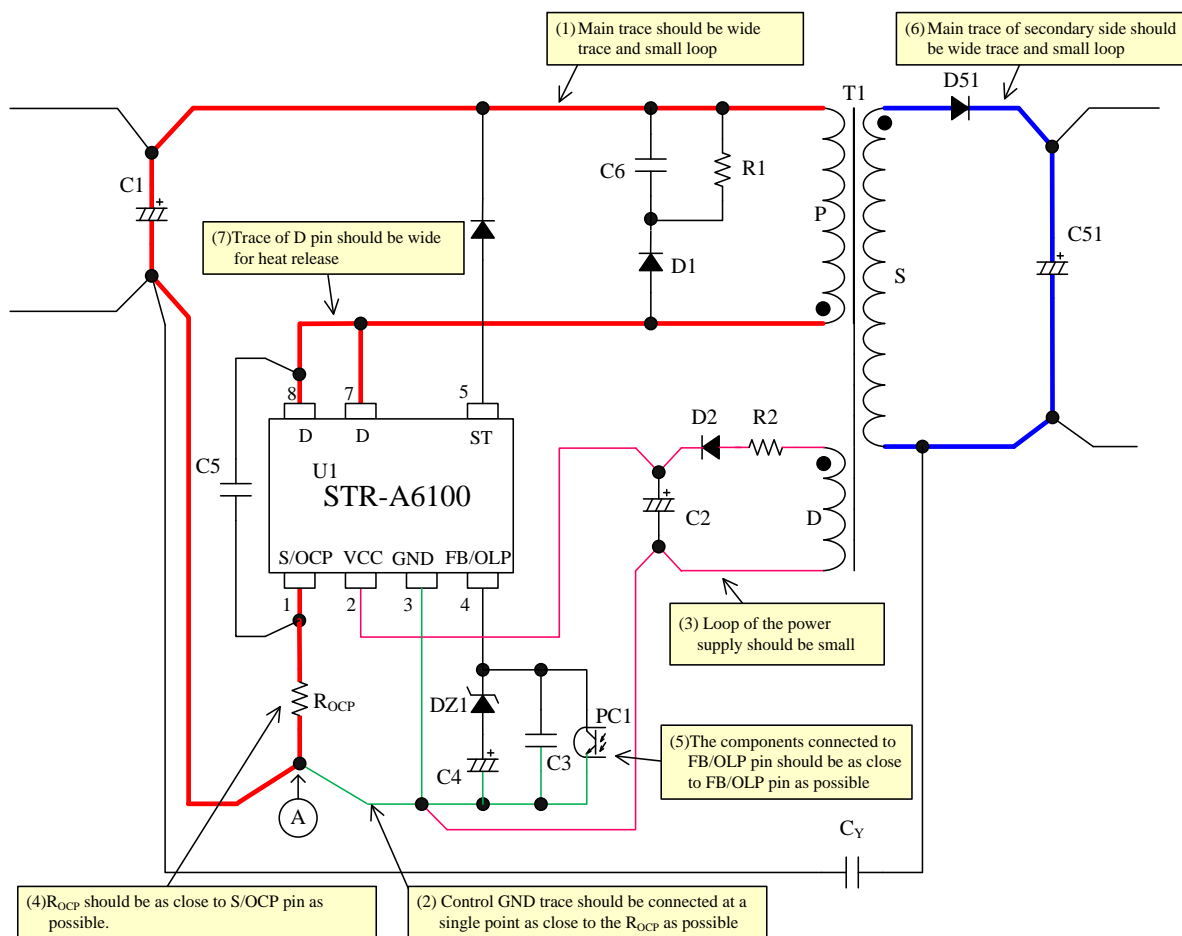 (1) Main trace should be wide
trace and small loop
(6) Main trace of secondary side should
be wide trace and small loop
D51
T1
C1
C6
R1
P
(7)Trace of D pin should be wide
for heat release
D1
S
C51
8
7
5
D
D
ST
D2
R2
C5
U1
STR-A6100
C2
D
S/OCP
VCC
GND
FB/OLP
1
2
3
4
(3) Loop of the power
supply should be small
ROCP
DZ1
PC1
C4
C3
(5)The components connected to
FB/OLP pin should be as close
to FB/OLP pin as possible
A
CY
(4)ROCP should be as close to S/OCP pin as
possible.
(2) Control GND trace should be connected at a
single point as close to the ROCP as possible